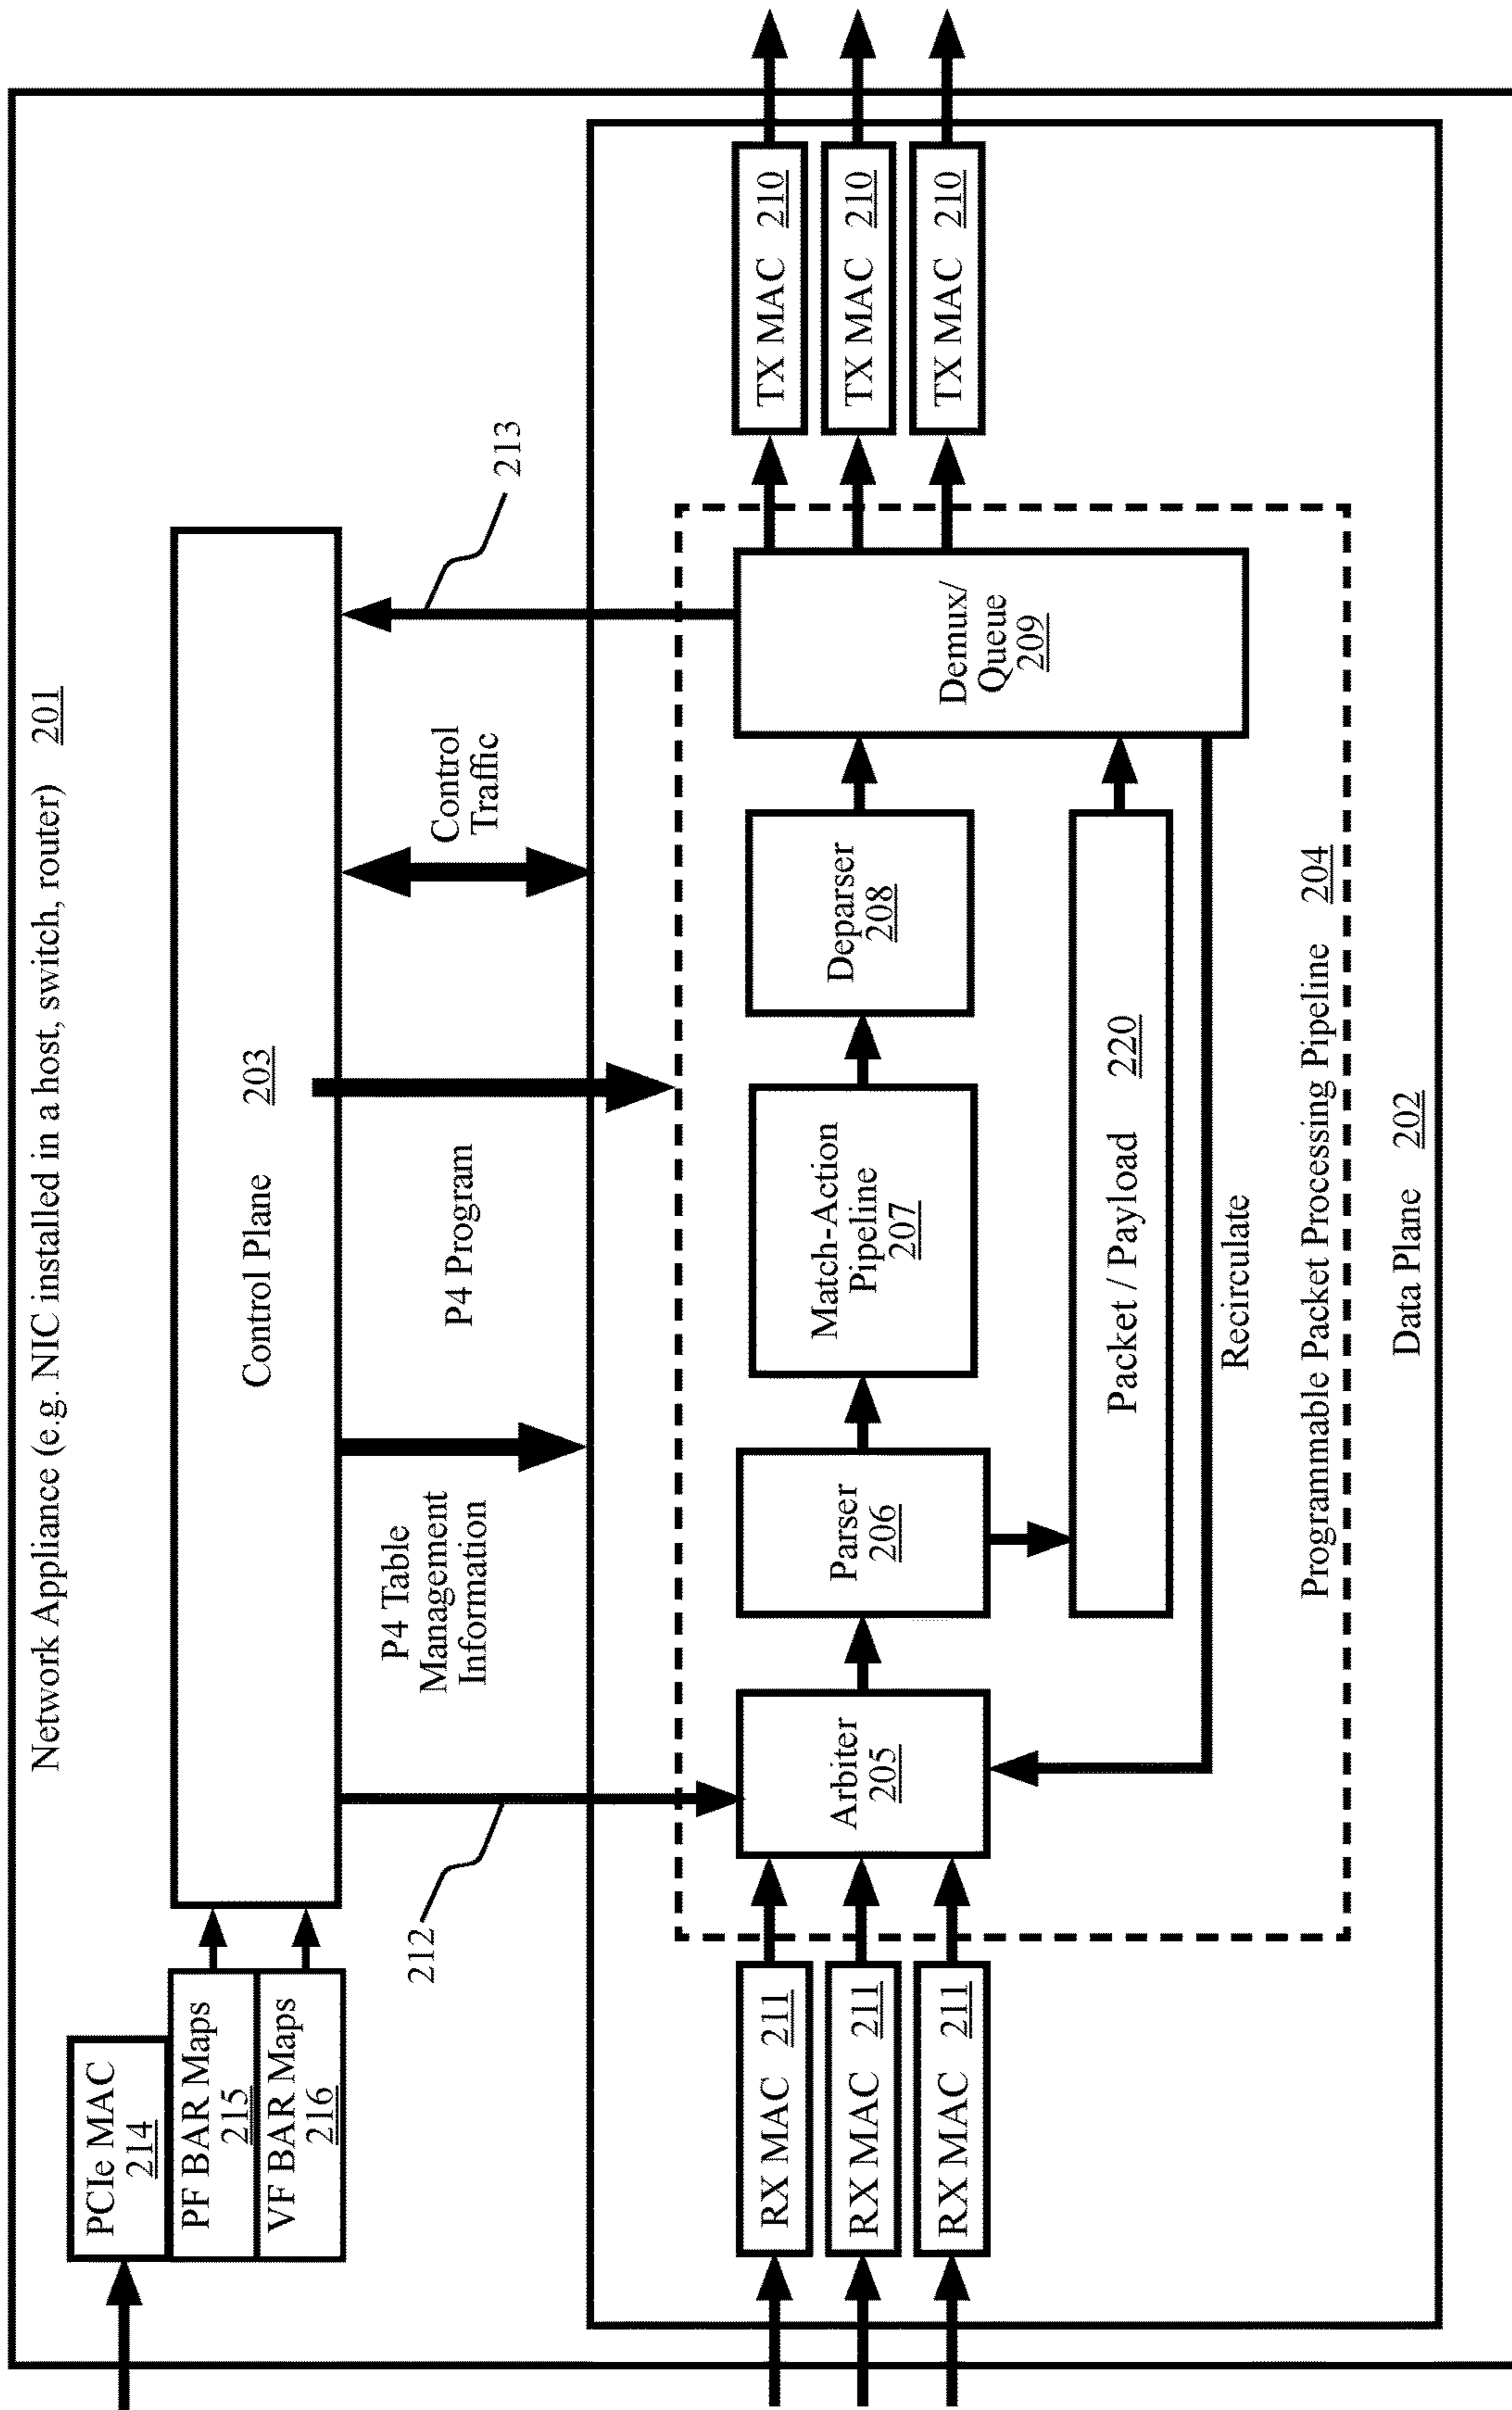 Network Appliance (e.g. NIC installed in a host, switch, router) 201
PCIe MAC
214
PF BAR Maps
215
VF BAR Maps
216
Control Plane 203
212
P4 Table
Management
Information
P4 Program
Control
Traffic
213
RX MAC 211
RX MAC 211
RX MAC 211
Arbiter
205
Parser
206
Match-Action
Pipeline
207
Deparser
208
Demux/
Queue
209
TX MAC 210
TX MAC 210
TX MAC 210
Packet / Payload 220
Recirculate
Programmable Packet Processing Pipeline 204
Data Plane 202